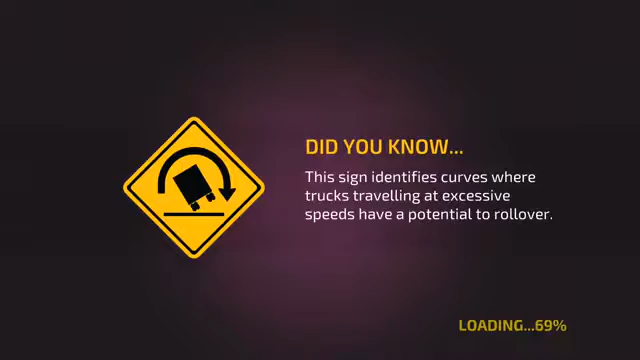 DID YOU KNOW...
This sign identifies curves where
trucks travelling at excessive
speeds have a potential to rollover.
LOADING...69%